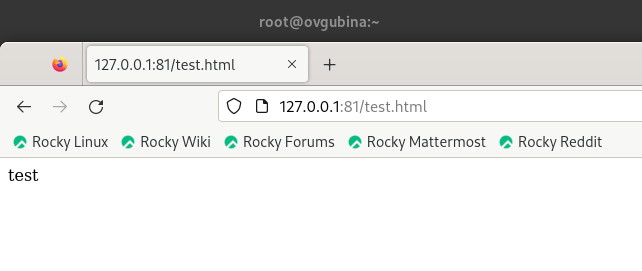 root@ovgubina:~
127.0.0.1:81/test.html
127.0.0.1:81/test.html
Rocky Linux Rocky Wiki Rocky Forums Rocky Mattermost Rocky Reddit
test